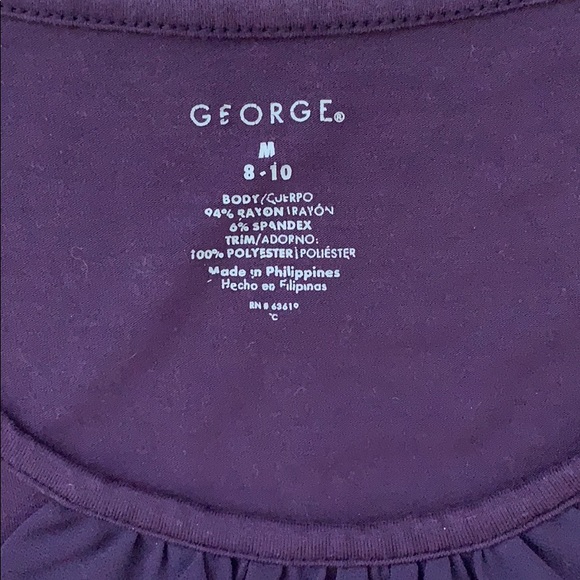 GEORGE®
M
8-10
BODY/CUERPO
94% RAYON|RAYÓN
6% SPANDEX
TRIM/ADORNO:
100% POLYESTER|POLIÉSTER
Made in Philippines
Hecho en Filipinas
RN# 63619
°C